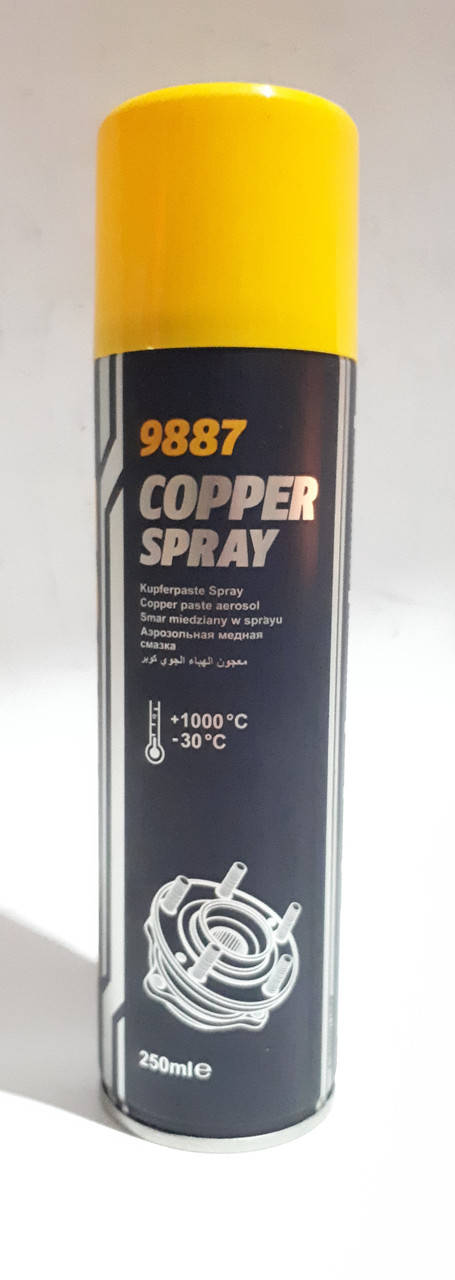 9887
COPPER
SPRAY
Kupferpaste Spray
Copper paste aerosol
Smar miedziany w sprayu
Аэрозольная медная
смазка
معجون الهباء الجوي كوبر
+1000°C
-30°C
250ml℮